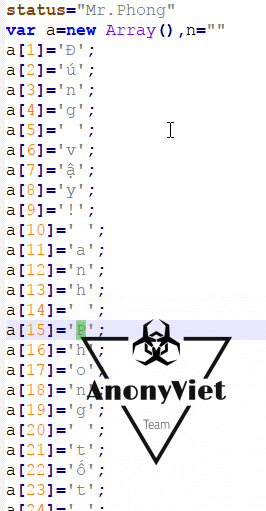 status="Mr.Phong"
var a=new Array(),n=""
a[1]='Đ';
a[2]='ú';
a[3]='n';
a[4]='g';
a[5]=' ';
a[6]='v';
a[7]='ậ';
a[8]='y';
a[9]='!';
a[10]=' ';
a[11]='a';
a[12]='n';
a[13]='h';
a[14]=' ';
a[15]='P';
a[16]='h';
a[17]='o';
a[18]='n';
a[19]='g';
a[20]=' ';
a[21]='t';
a[22]='ố';
a[23]='t';
a[24]=' '
AnonyViet
Team